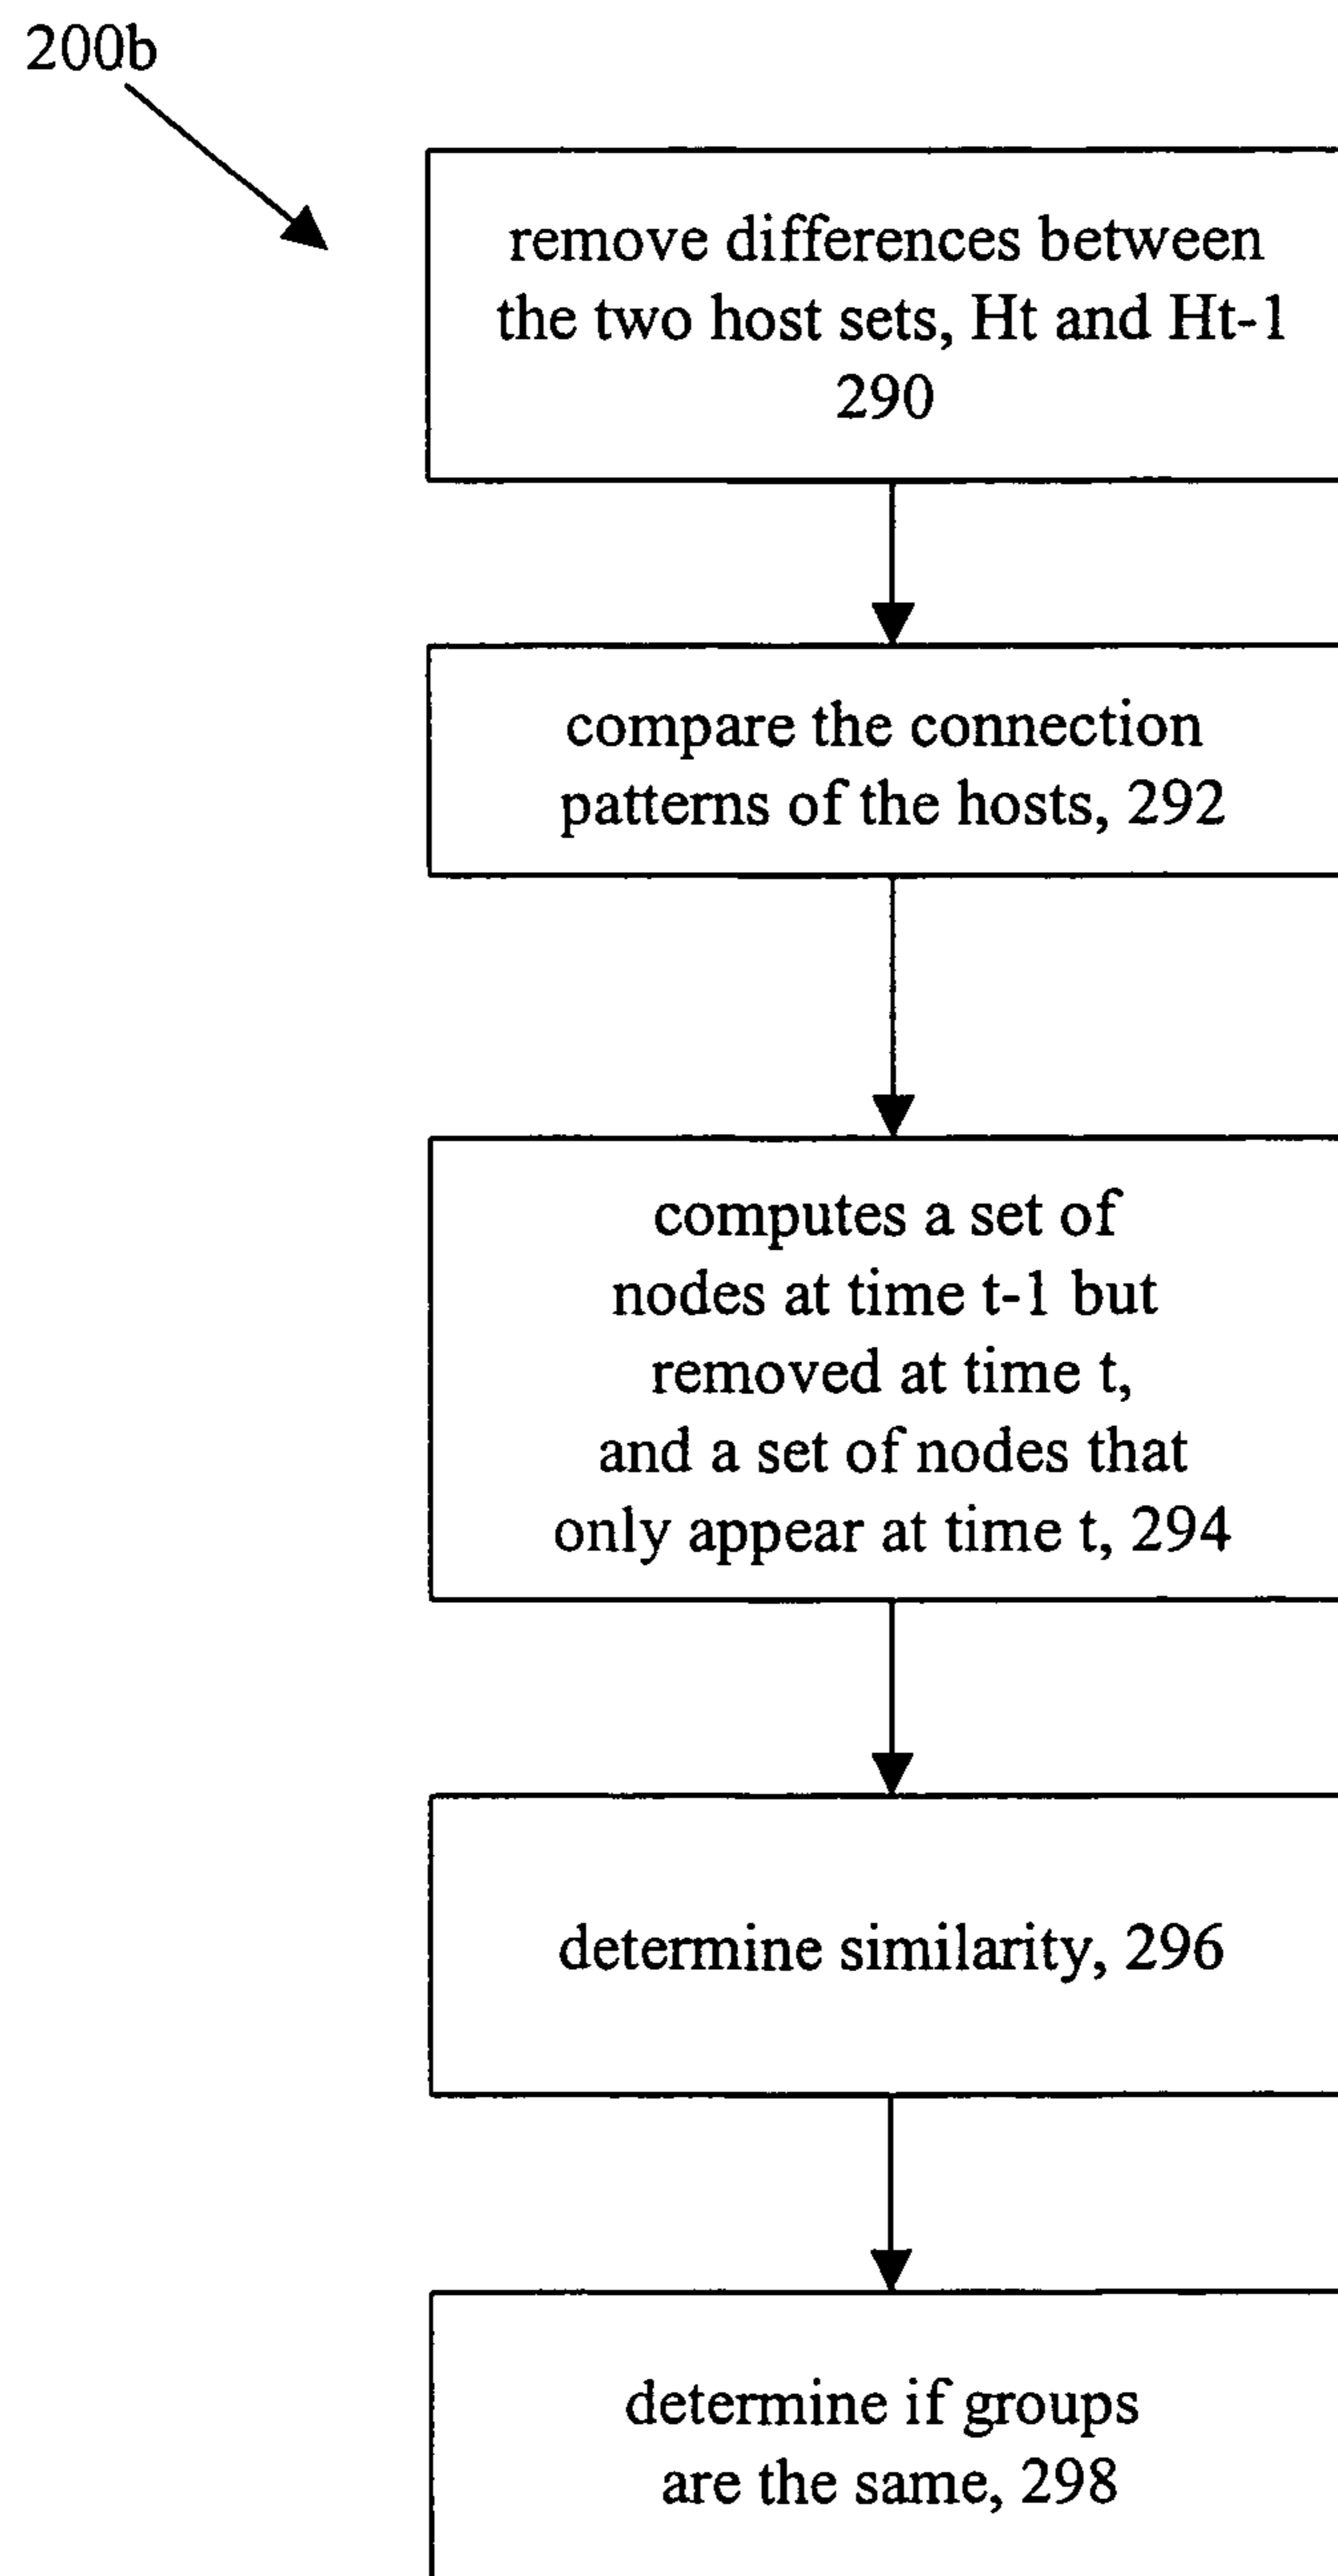 200b
remove differences between
the two host sets, Ht and Ht-1
290
compare the connection
patterns of the hosts, 292
computes a set of
nodes at time t-1 but
removed at time t,
and a set of nodes that
only appear at time t, 294
determine similarity, 296
determine if groups
are the same, 298